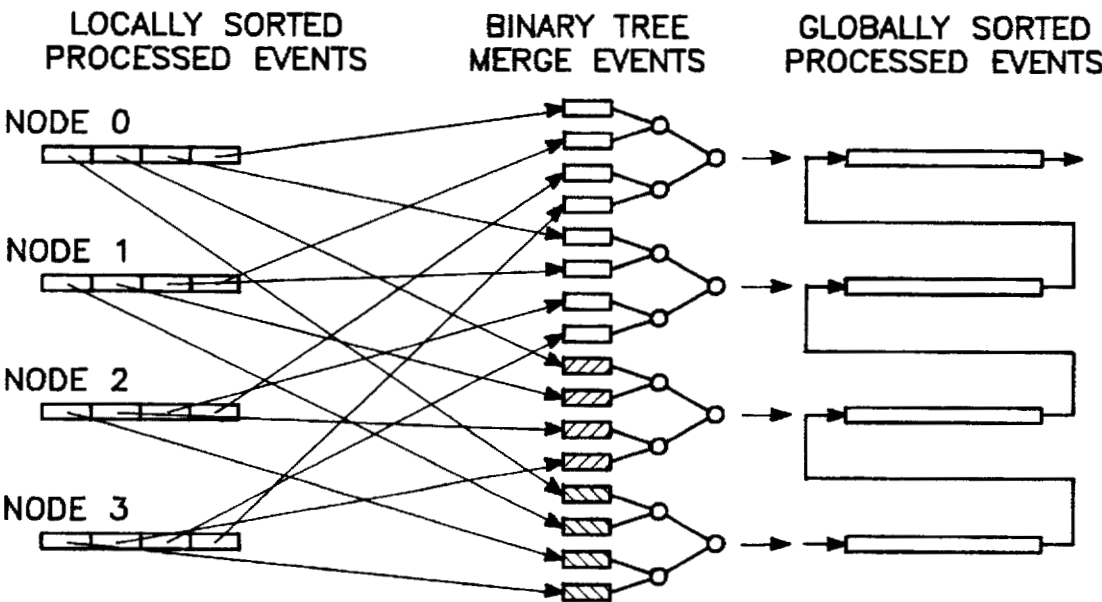 LOCALLY SORTED
PROCESSED EVENTS
BINARY TREE
MERGE EVENTS
GLOBALLY SORTED
PROCESSED EVENTS
NODE 0
NODE 1
NODE 2
NODE 3